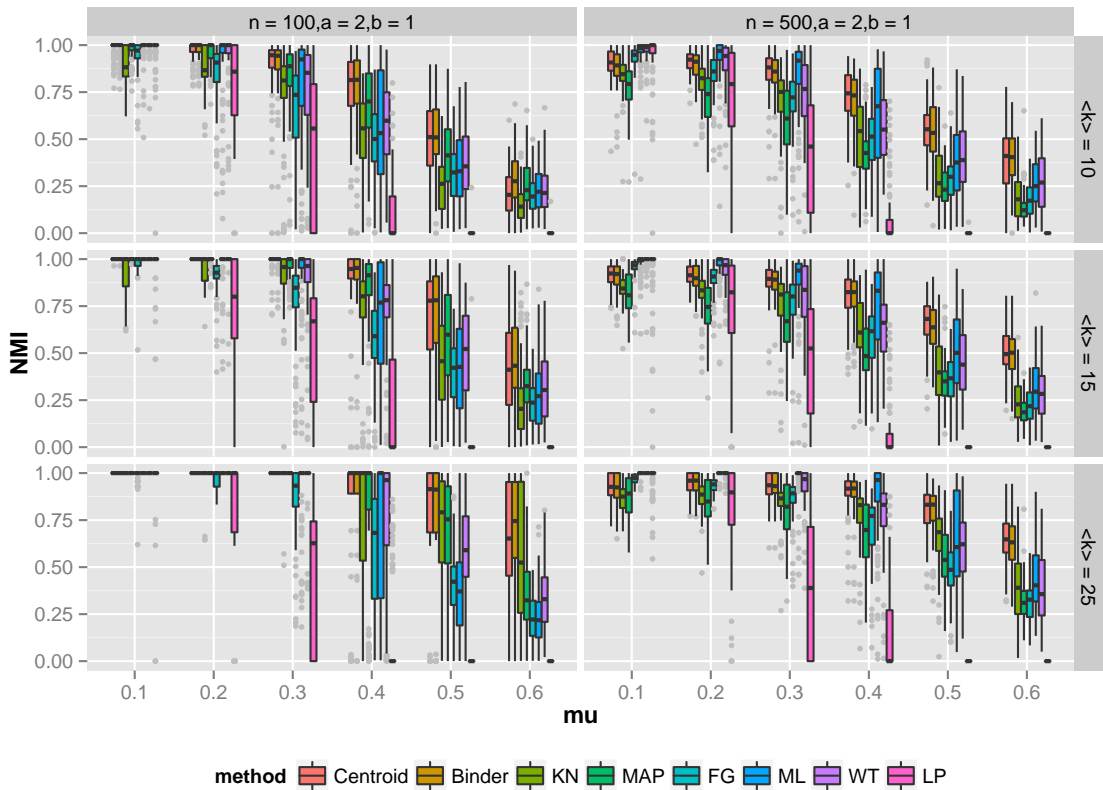 n = 100,a = 2,b = 1
n = 500,a = 2,b = 1
NMI
1.00
0.75
0.50
0.25
0.00
<k> = 10
1.00
0.75
0.50
0.25
0.00
<k> = 15
1.00
0.75
0.50
0.25
0.00
<k> = 25
0.1 0.2 0.3 0.4 0.5 0.6
0.1 0.2 0.3 0.4 0.5 0.6
mu
method Centroid Binder KN MAP FG ML WT LP